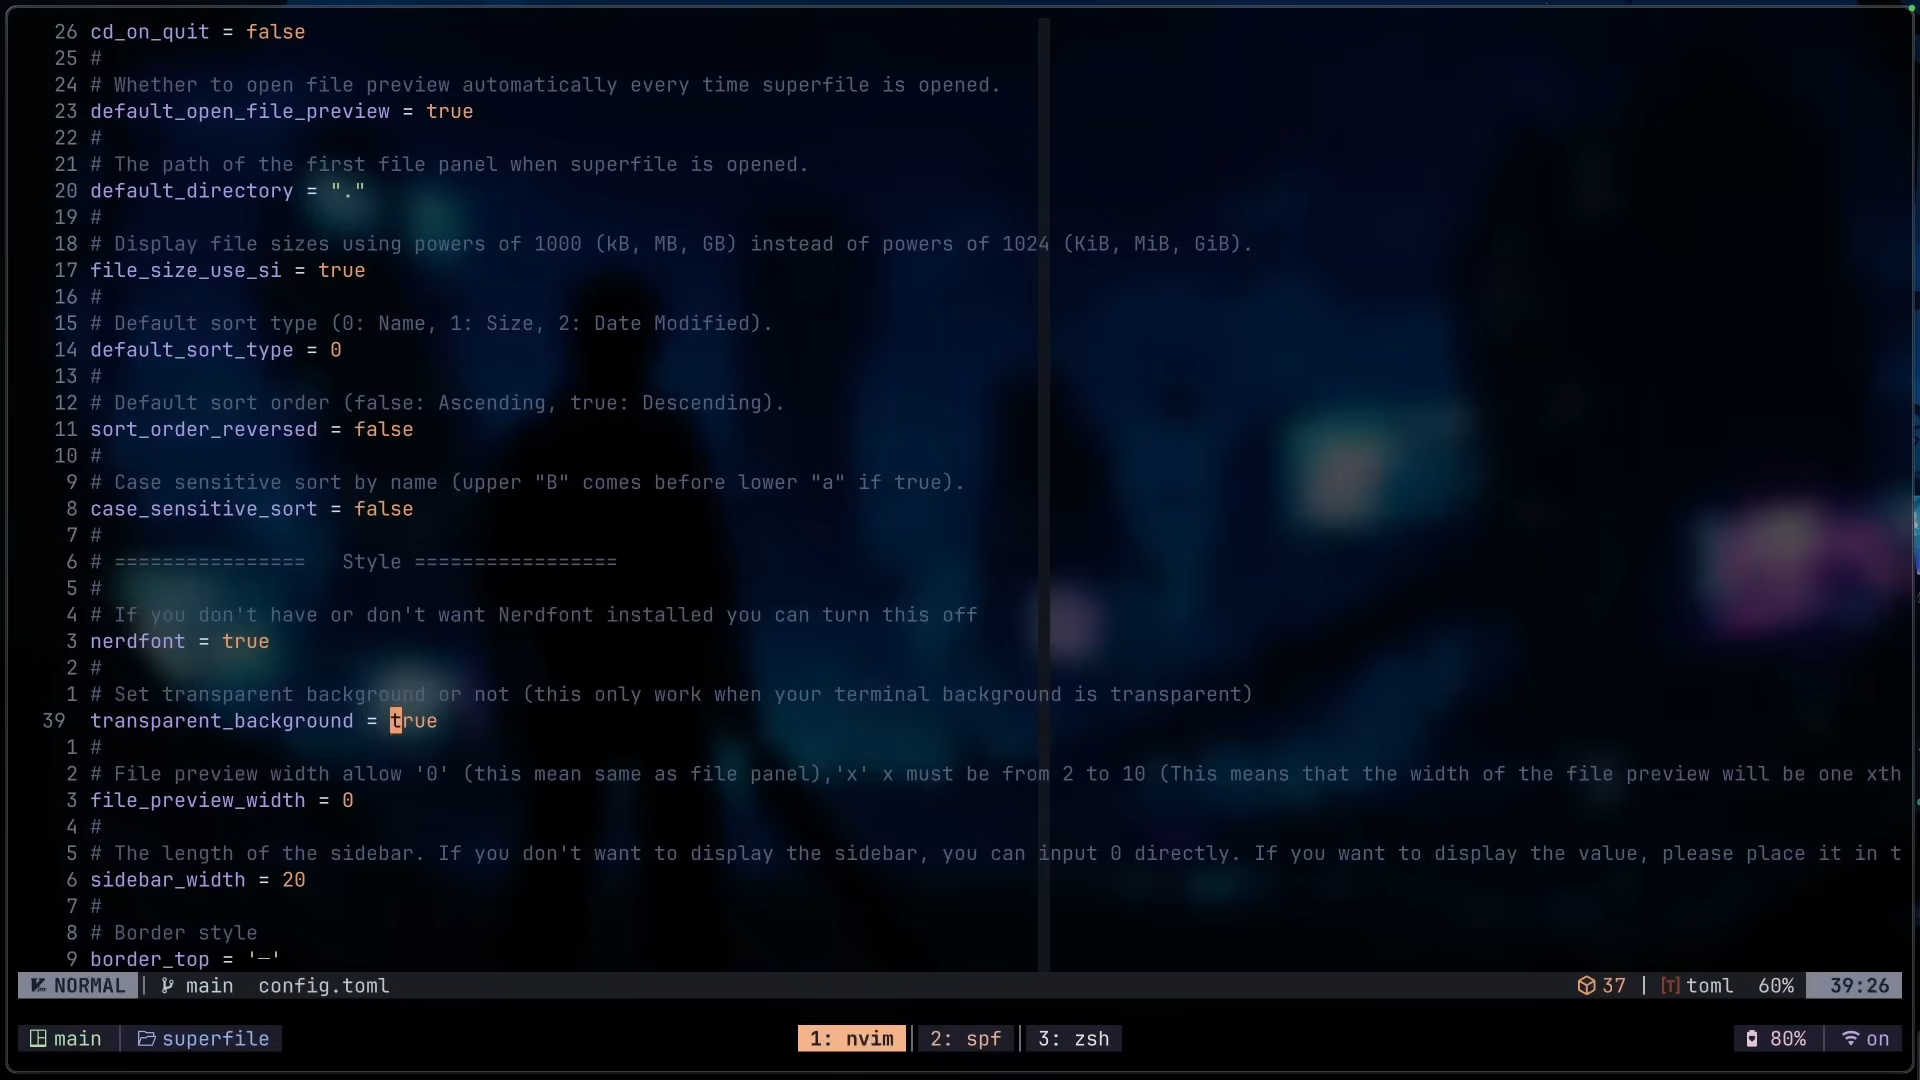 26 cd_on_quit = false
25 #
24 # Whether to open file preview automatically every time superfile is opened.
23 default_open_file_preview = true
22 #
21 # The path of the first file panel when superfile is opened.
20 default_directory = "."
19 #
18 # Display file sizes using powers of 1000 (kB, MB, GB) instead of powers of 1024 (KiB, MiB, GiB).
17 file_size_use_si = true
16 #
15 # Default sort type (0: Name, 1: Size, 2: Date Modified).
14 default_sort_type = 0
13 #
12 # Default sort order (false: Ascending, true: Descending).
11 sort_order_reversed = false
10 #
9 # Case sensitive sort by name (upper "B" comes before lower "a" if true).
8 case_sensitive_sort = false
7 #
6 # ================   Style =================
5 #
4 # If you don't have or don't want Nerdfont installed you can turn this off
3 nerdfont = true
2 #
1 # Set transparent background or not (this only work when your terminal background is transparent)
39 transparent_background = true
1 #
2 # File preview width allow '0' (this mean same as file panel),'x' x must be from 2 to 10 (This means that the width of the file preview will be one xth
3 file_preview_width = 0
4 #
5 # The length of the sidebar. If you don't want to display the sidebar, you can input 0 directly. If you want to display the value, please place it in t
6 sidebar_width = 20
7 #
8 # Border style
9 border_top = '─'
NORMAL | main config.toml 37 | [T] toml 60% 39:26
main | superfile 1: nvim | 2: spf | 3: zsh 80% | on